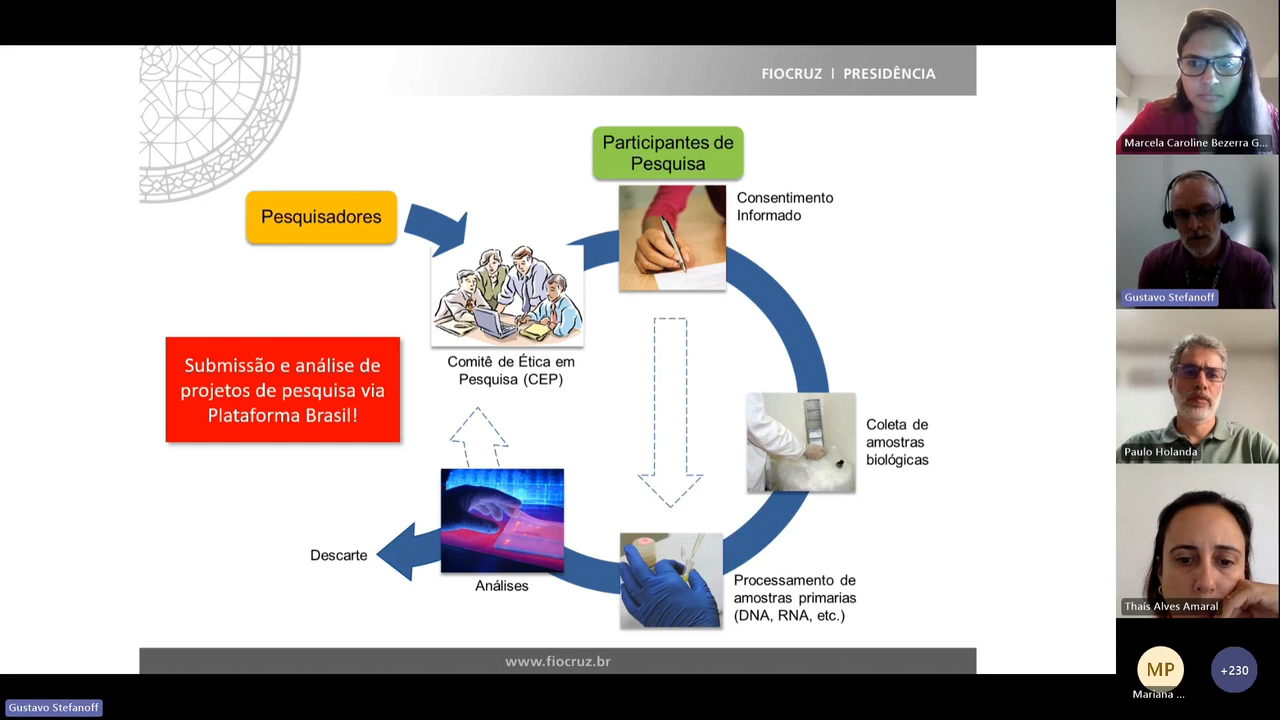 FIOCRUZ | PRESIDÊNCIA
Participantes de
Pesquisa
Pesquisadores
Consentimento
Informado
Comitê de Ética em
Pesquisa (CEP)
Submissão e análise de
projetos de pesquisa via
Plataforma Brasil!
Coleta de
amostras
biológicas
Descarte
Análises
Processamento de
amostras primarias
(DNA, RNA, etc.)
www.fiocruz.br
Gustavo Stefanoff
Marcela Caroline Bezerra G...
Gustavo Stefanoff
Paulo Holanda
Thaís Alves Amaral
MP
Mariana ...
+230